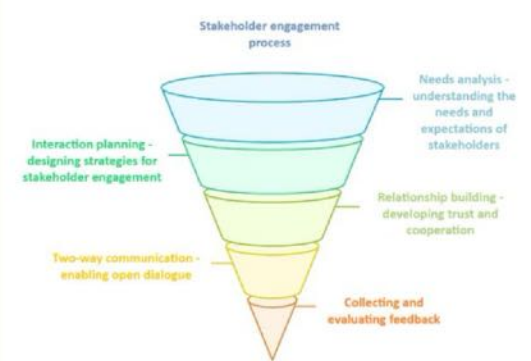 Stakeholder engagement
process
Needs analysis -
understanding the
needs and
expectations of
stakeholders
Interaction planning -
designing strategies for
stakeholder engagement
Relationship building -
developing trust and
cooperation
Two-way communication -
enabling open dialogue
Collecting and
evaluating feedback